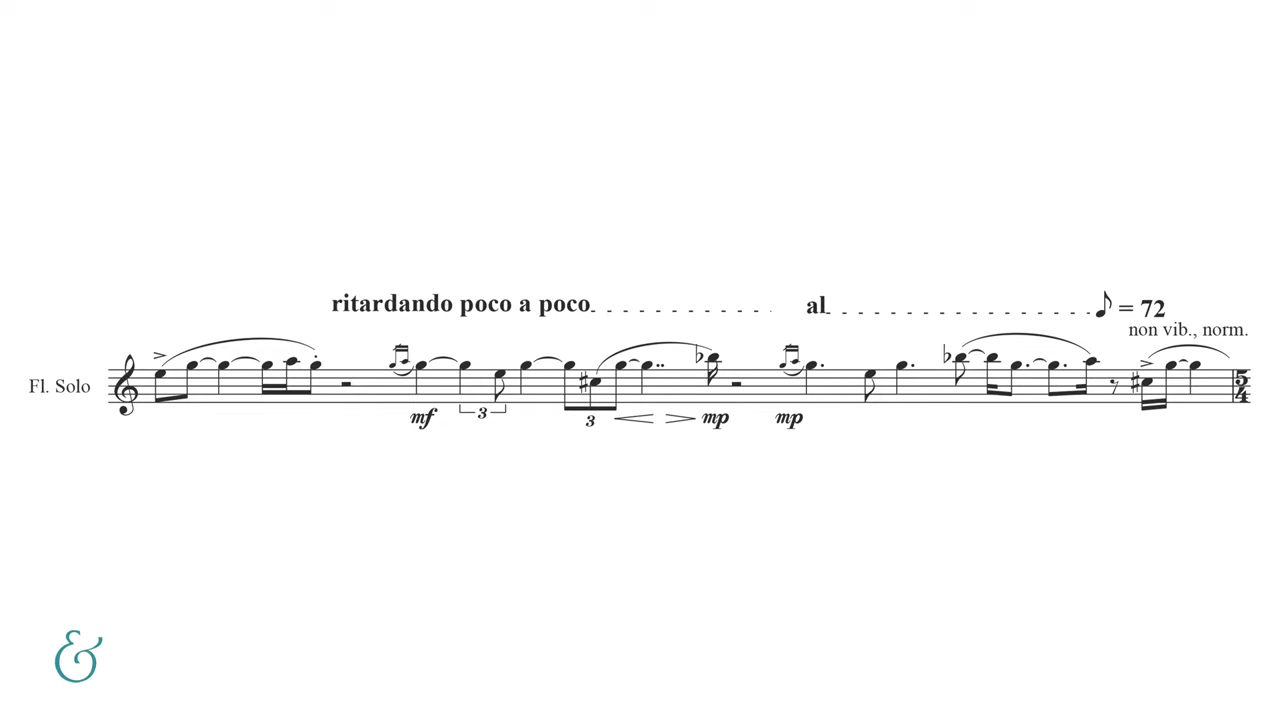 ritardando poco a poco
al
= 72
non vib., norm.
Fl. Solo
5
4
mf
3
3
mp
mp
&